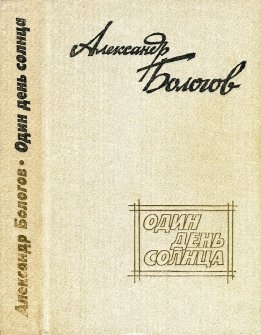 Александр Бологов • Один день солнца
Александр
Бологов
ОДИН
ДЕНЬ
СОЛНЦА